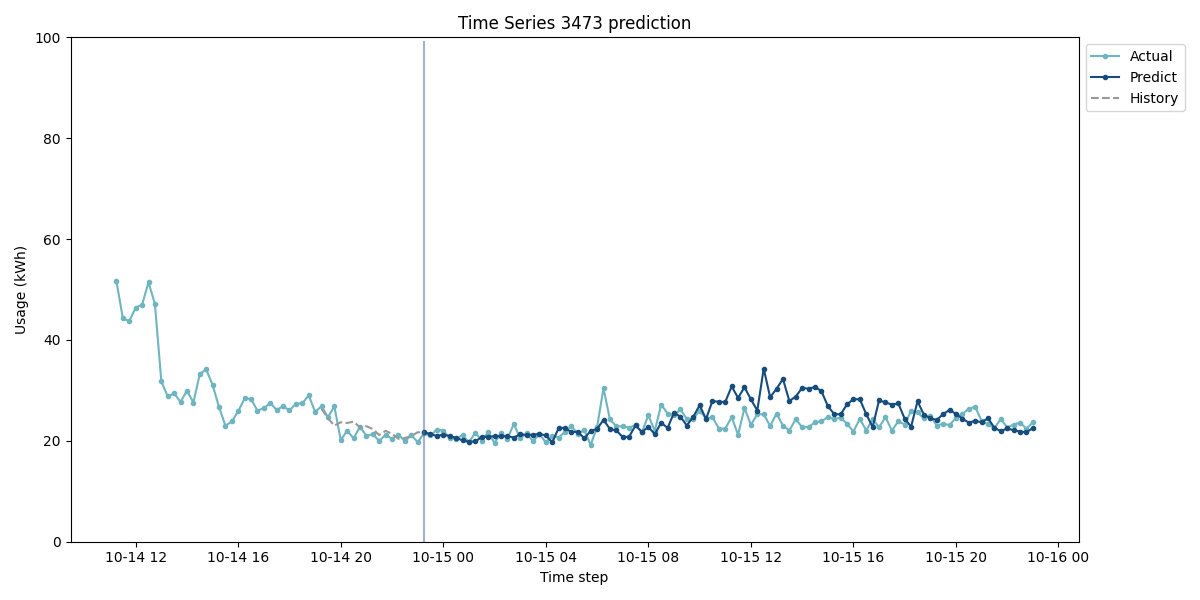 Time Series 3473 prediction
100
80
60
40
20
0
Usage (kWh)
10-14 12
10-14 16
10-14 20
10-15 00
10-15 04
10-15 08
10-15 12
10-15 16
10-15 20
10-16 00
Time step
Actual
Predict
History